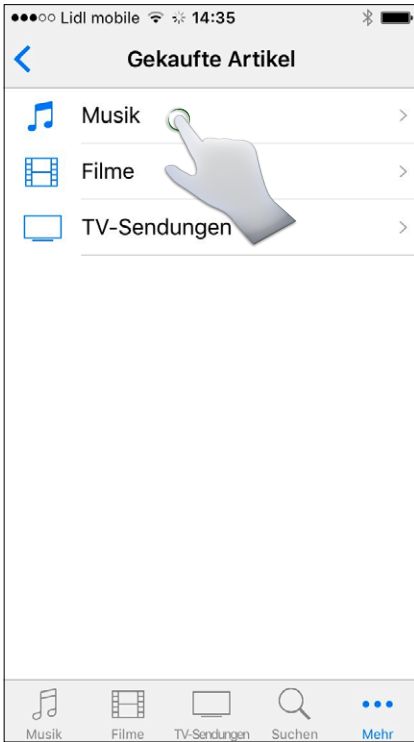 Lidl mobile 14:35
Gekaufte Artikel
Musik
Filme
TV-Sendungen
Musik Filme TV-Sendungen Suchen Mehr